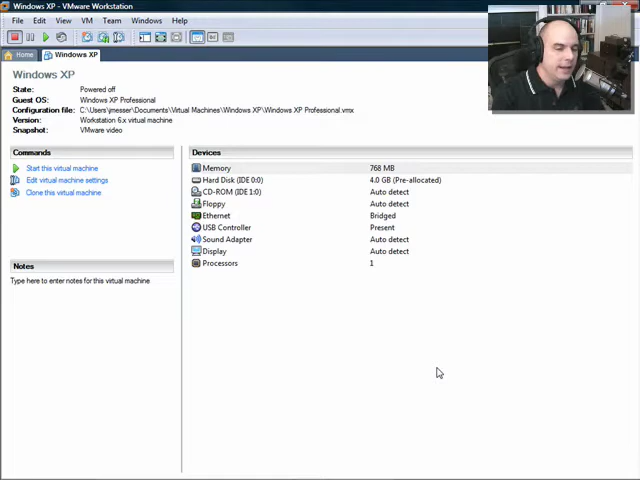 Windows XP - VMware Workstation
File Edit View VM Team Windows Help
Home Windows XP
Windows XP
State: Powered off
Guest OS: Windows XP Professional
Configuration file: C:\Users\jmesser\Documents\Virtual Machines\Windows XP\Windows XP Professional.vmx
Version: Workstation 6.x virtual machine
Snapshot: VMware video
Commands
Start this virtual machine
Edit virtual machine settings
Clone this virtual machine
Notes
Type here to enter notes for this virtual machine
Devices
Memory 768 MB
Hard Disk (IDE 0:0) 4.0 GB (Pre-allocated)
CD-ROM (IDE 1:0) Auto detect
Floppy Auto detect
Ethernet Bridged
USB Controller Present
Sound Adapter Auto detect
Display Auto detect
Processors 1